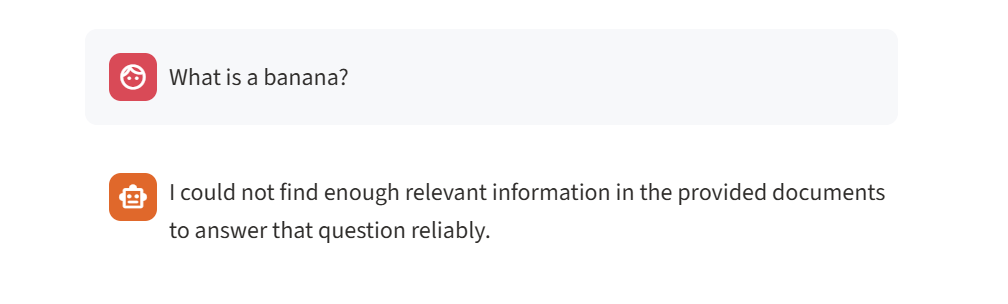 What is a banana?
I could not find enough relevant information in the provided documents
to answer that question reliably.